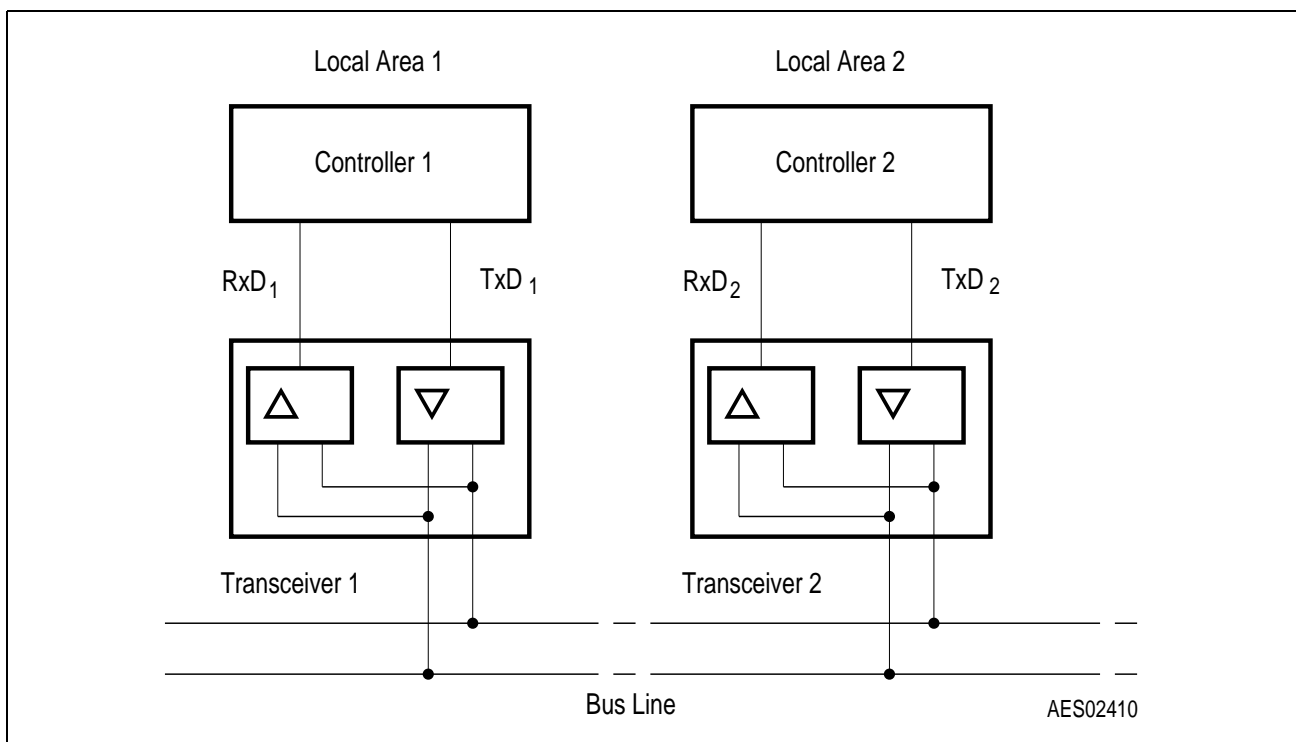 Local Area 1
Local Area 2
Controller 1
Controller 2
RxD1
TxD 1
RxD2
TxD 2
Transceiver 1
Transceiver 2
Bus Line
AES02410